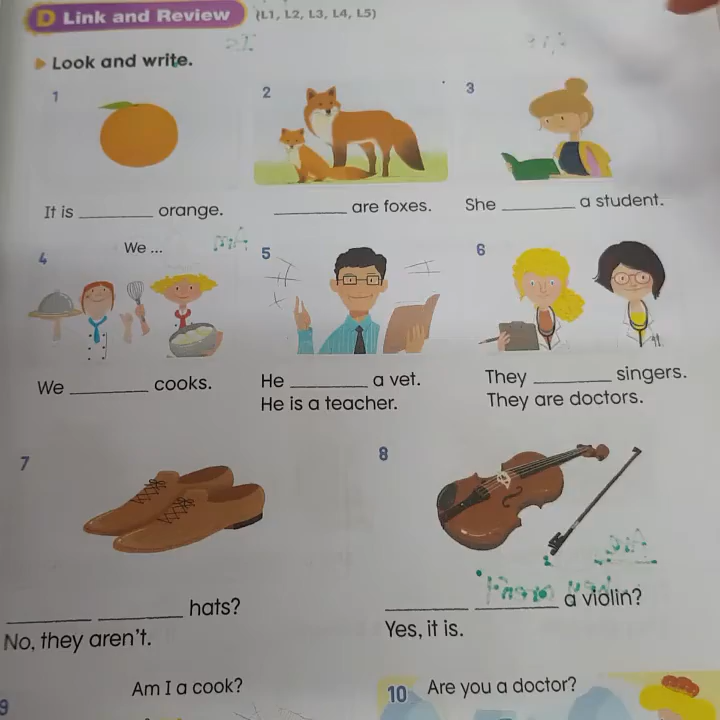 D Link and Review (L1, L2, L3, L4, L5)
▶ Look and write.
1
2
3
It is ________ orange.
________ are foxes.
She ________ a student.
4
We ...
5
6
We ________ cooks.
He ________ a vet.
He is a teacher.
They ________ singers.
They are doctors.
7
8
________ ________ hats?
No, they aren't.
________ ________ a violin?
Yes, it is.
9
Am I a cook?
10 Are you a doctor?